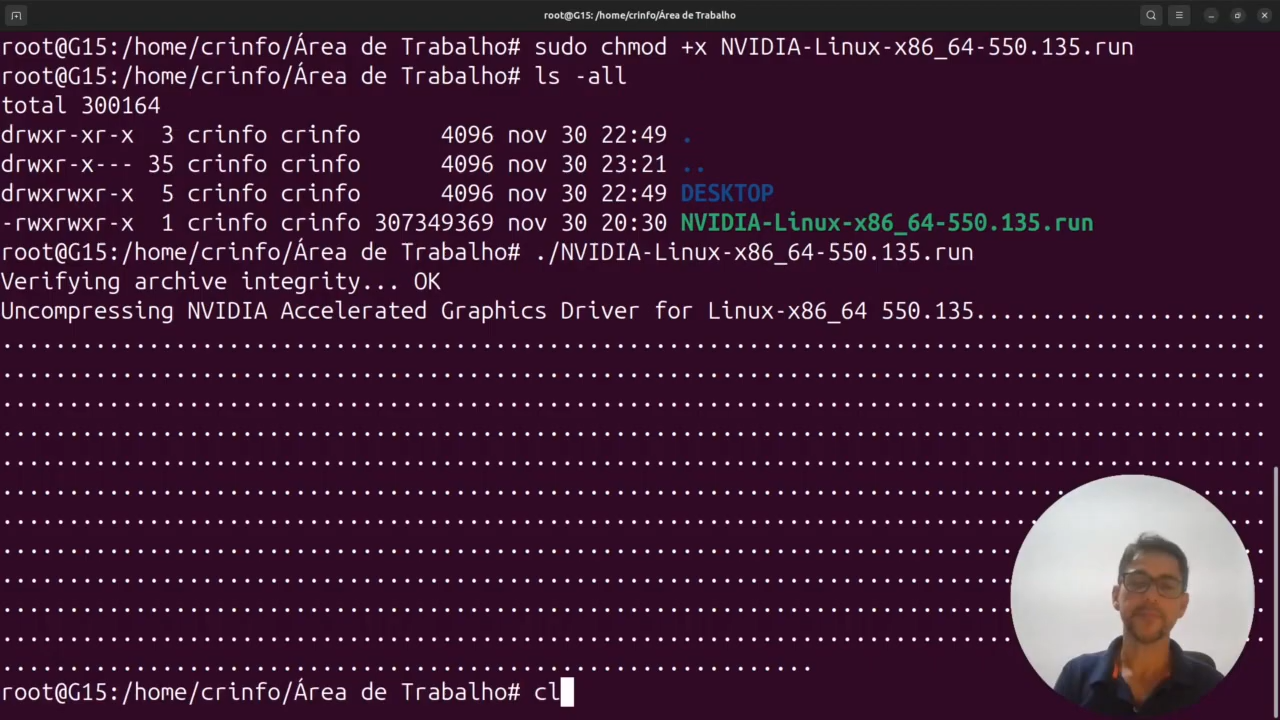 root@G15: /home/crinfo/Área de Trabalho
root@G15:/home/crinfo/Área de Trabalho# sudo chmod +x NVIDIA-Linux-x86_64-550.135.run
root@G15:/home/crinfo/Área de Trabalho# ls -all
total 300164
drwxr-xr-x  3 crinfo crinfo      4096 nov 30 22:49 .
drwxr-x--- 35 crinfo crinfo      4096 nov 30 23:21 ..
drwxrwxr-x  5 crinfo crinfo      4096 nov 30 22:49 DESKTOP
-rwxrwxr-x  1 crinfo crinfo 307349369 nov 30 20:30 NVIDIA-Linux-x86_64-550.135.run
root@G15:/home/crinfo/Área de Trabalho# ./NVIDIA-Linux-x86_64-550.135.run
Verifying archive integrity... OK
Uncompressing NVIDIA Accelerated Graphics Driver for Linux-x86_64 550.135......................
...............................................................................................
...............................................................................................
...............................................................................................
...............................................................................................
...............................................................................................
...............................................................................................
...............................................................................................
...............................................................................................
...............................................................................................
...............................................................................................
...............................................................................................
.............................................................
root@G15:/home/crinfo/Área de Trabalho# cl